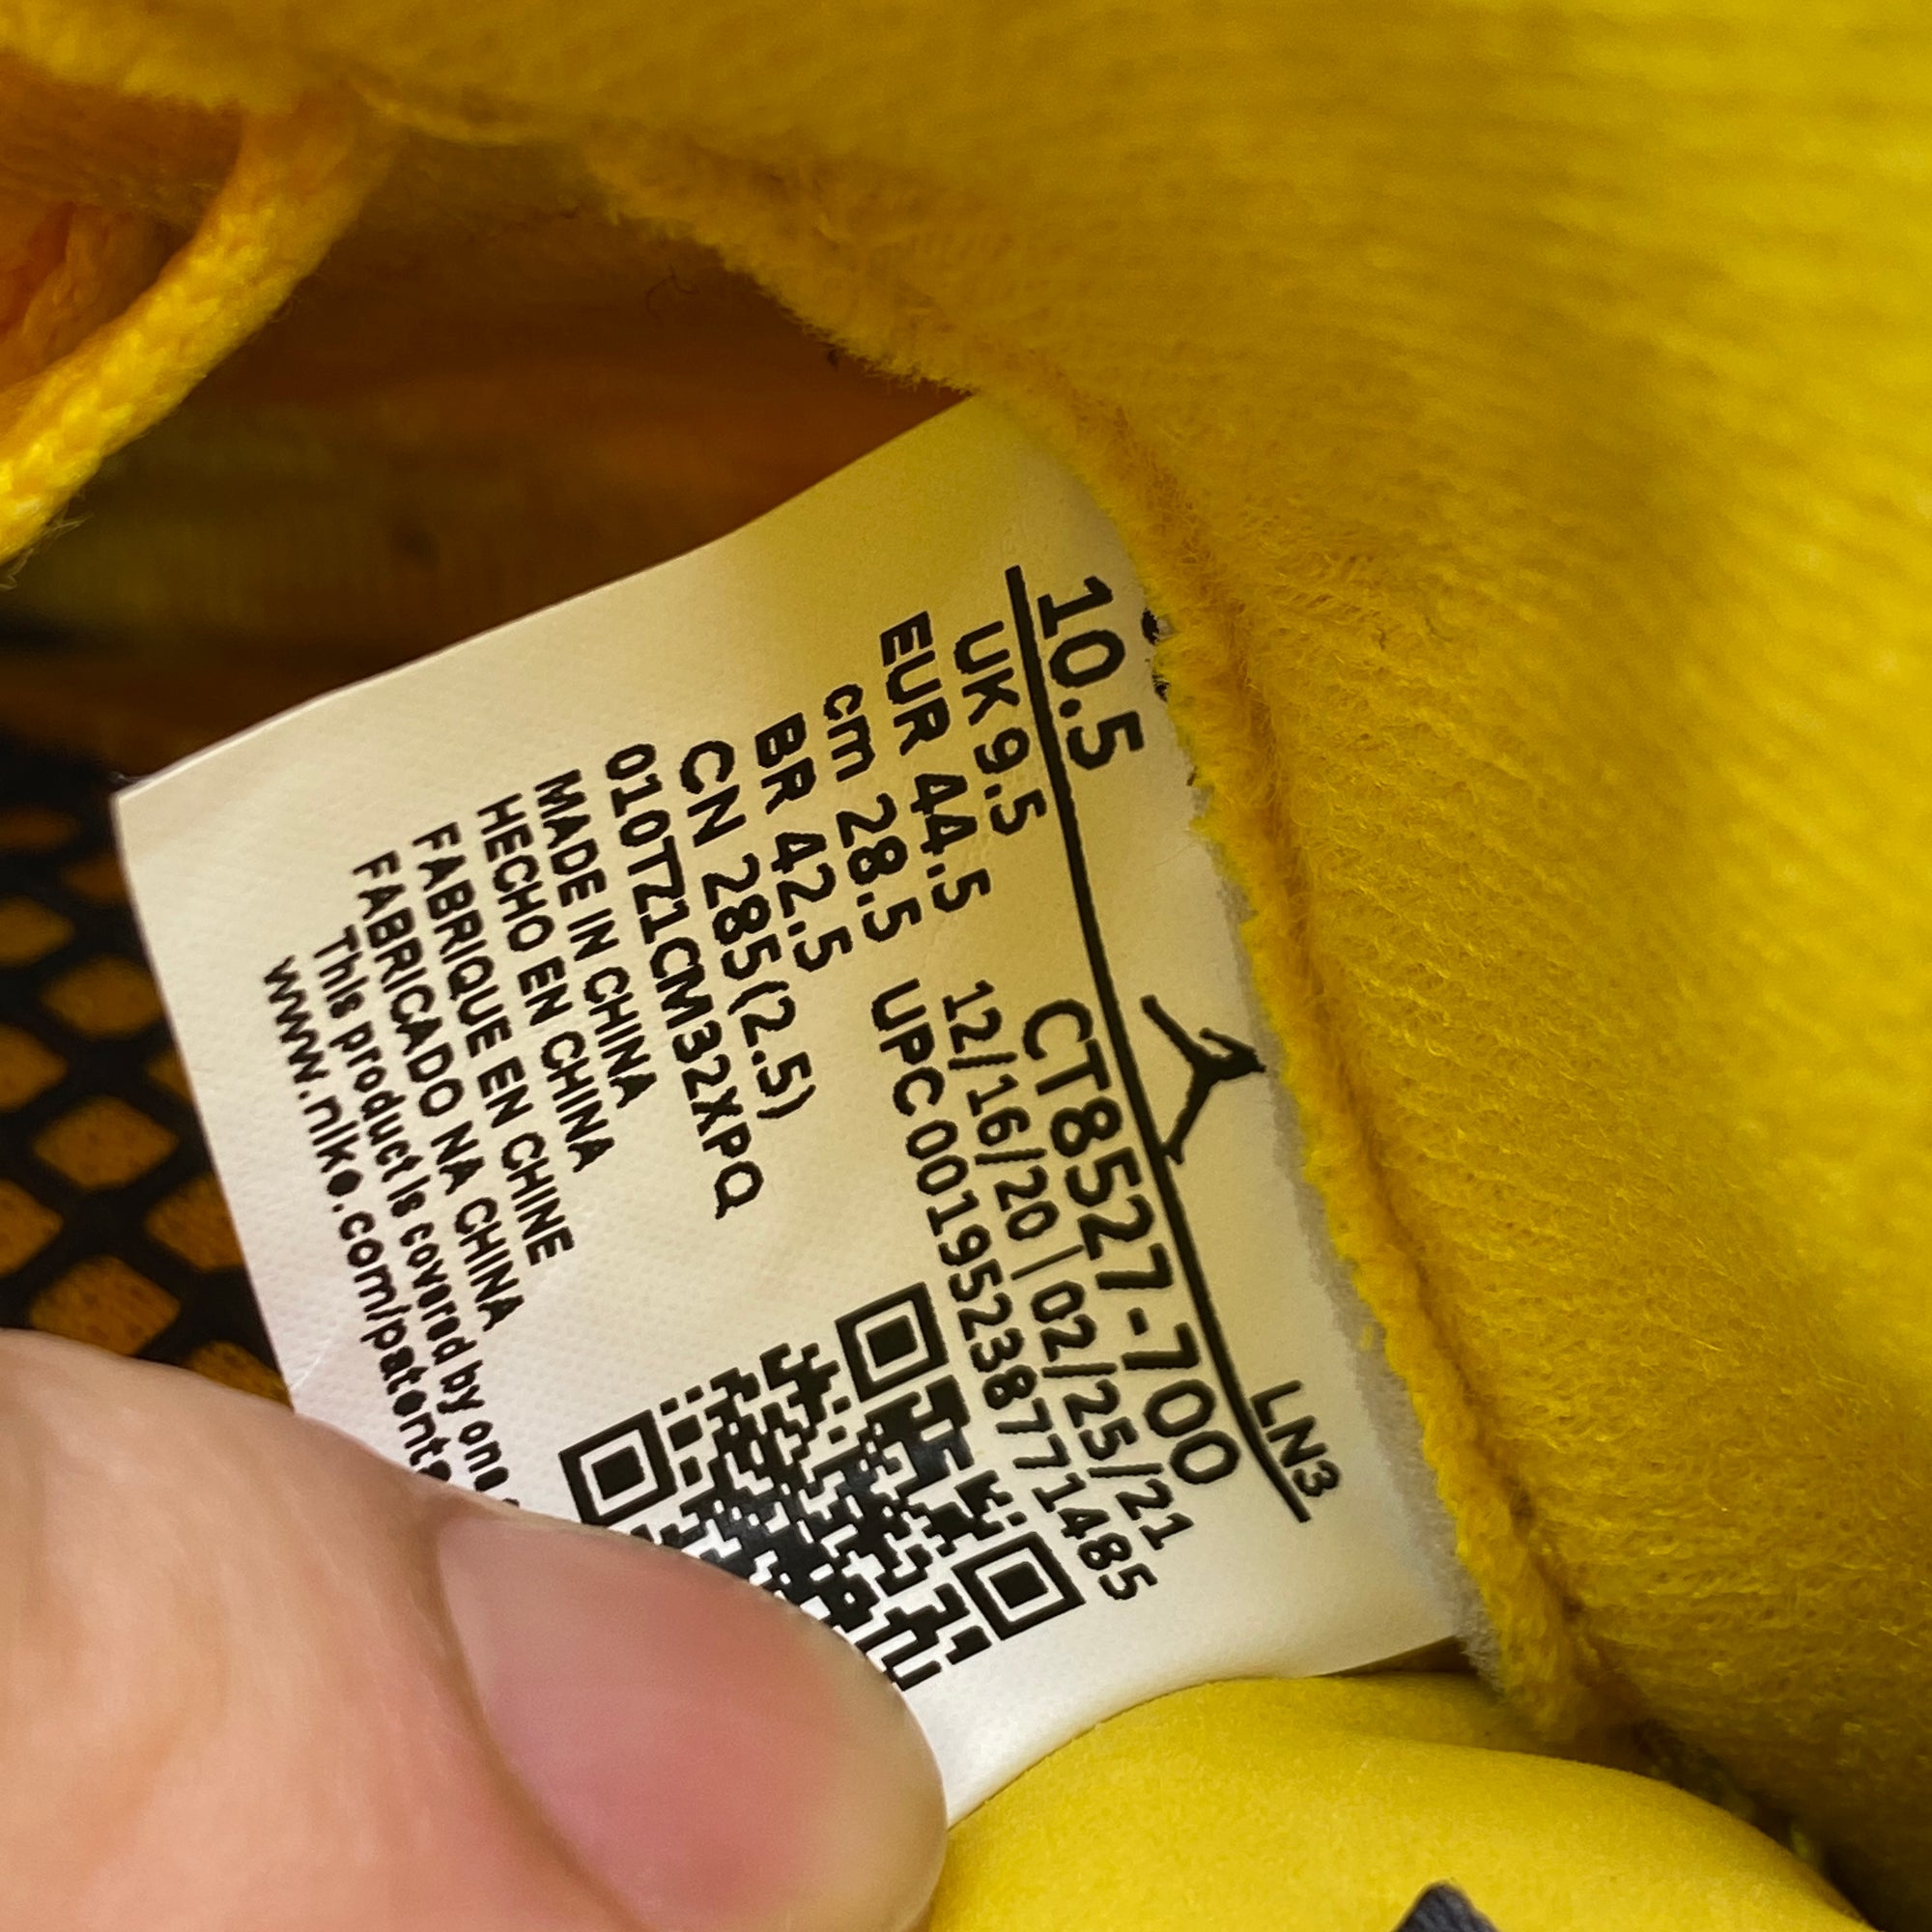 10.5
LN3
UK 9.5
CT8527-700
EUR 44.5
12/16/20 | 02/25/21
cm 28.5
UPC 00195238771485
BR 42.5
CN 285(2.5)
010TZ1CM32XPQ
MADE IN CHINA
HECHO EN CHINA
FABRIQUE EN CHINE
FABRICADO NA CHINA
This product is covered by one
www.nike.com/patents